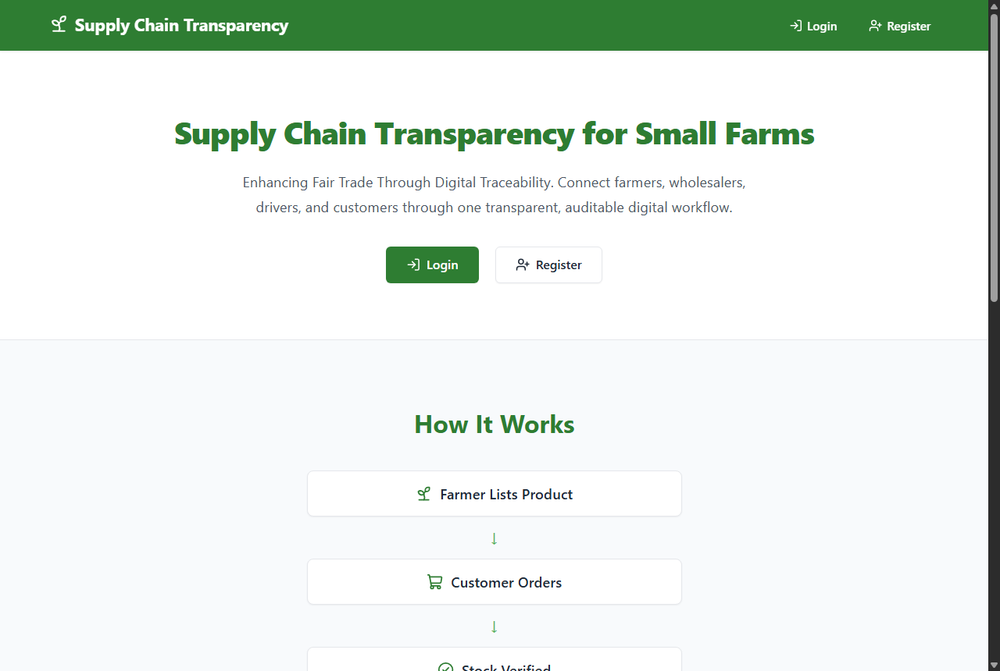 Supply Chain Transparency
Login
Register
Supply Chain Transparency for Small Farms
Enhancing Fair Trade Through Digital Traceability. Connect farmers, wholesalers,
drivers, and customers through one transparent, auditable digital workflow.
Login
Register
How It Works
Farmer Lists Product
↓
Customer Orders
↓
Stock Verified